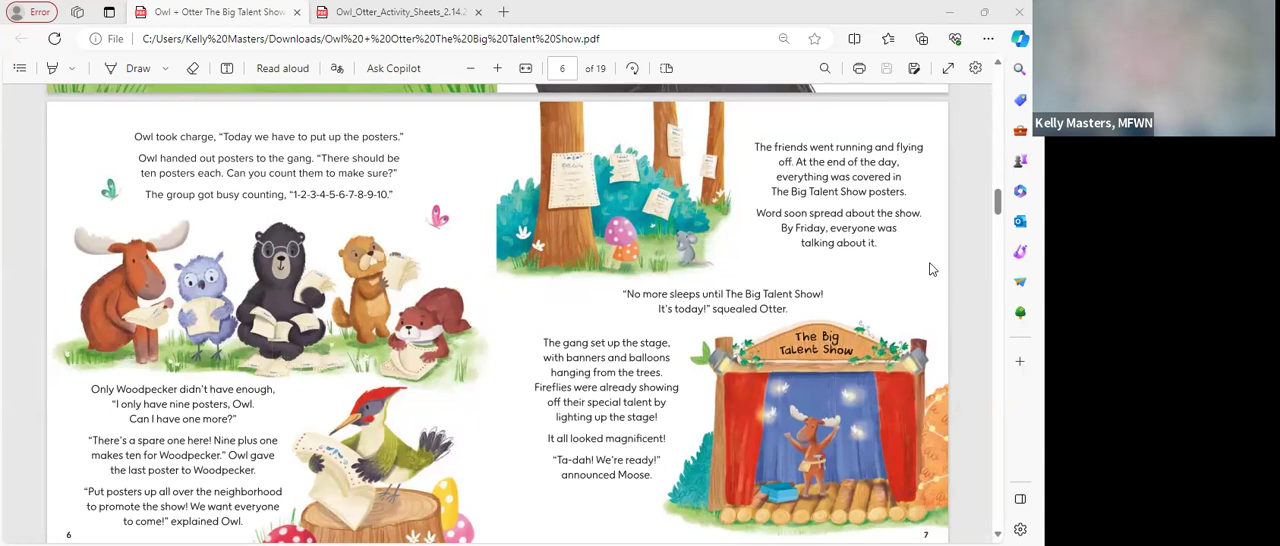 Error
Owl + Otter The Big Talent Show
Owl_Otter_Activity_Sheets_2.14.2
File
C:/Users/Kelly%20Masters/Downloads/Owl%20+%20Otter%20The%20Big%20Talent%20Show.pdf
Draw
Read aloud
Ask Copilot
6 of 19
Kelly Masters, MFWN
Owl took charge, “Today we have to put up the posters.”
Owl handed out posters to the gang. “There should be
ten posters each. Can you count them to make sure?”
The group got busy counting, “1-2-3-4-5-6-7-8-9-10.”
Only Woodpecker didn’t have enough,
“I only have nine posters, Owl.
Can I have one more?”
“There’s a spare one here! Nine plus one
makes ten for Woodpecker.” Owl gave
the last poster to Woodpecker.
“Put posters up all over the neighborhood
to promote the show! We want everyone
to come!” explained Owl.
6
The friends went running and flying
off. At the end of the day,
everything was covered in
The Big Talent Show posters.
Word soon spread about the show.
By Friday, everyone was
talking about it.
“No more sleeps until The Big Talent Show!
It’s today!” squealed Otter.
The gang set up the stage,
with banners and balloons
hanging from the trees.
Fireflies were already showing
off their special talent by
lighting up the stage!
It all looked magnificent!
“Ta-dah! We’re ready!”
announced Moose.
The Big
Talent Show
7